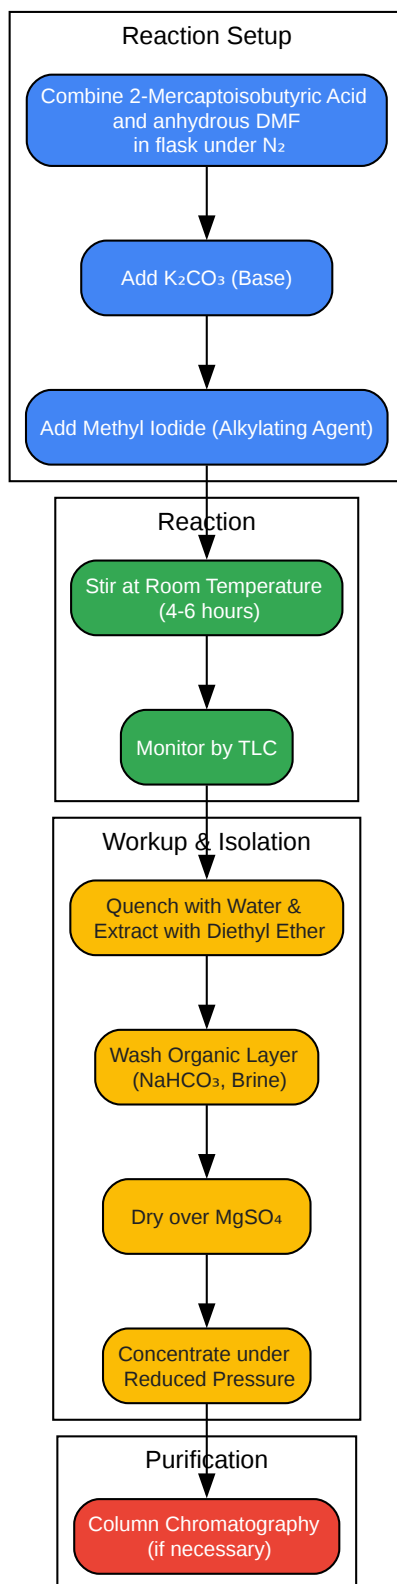 Reaction Setup
Combine 2-Mercaptoisobutyric Acid
and anhydrous DMF
in flask under N₂
Add K₂CO₃ (Base)
Add Methyl Iodide (Alkylating Agent)
Reaction
Stir at Room Temperature
(4-6 hours)
Monitor by TLC
Workup & Isolation
Quench with Water &
Extract with Diethyl Ether
Wash Organic Layer
(NaHCO₃, Brine)
Dry over MgSO₄
Concentrate under
Reduced Pressure
Purification
Column Chromatography
(if necessary)